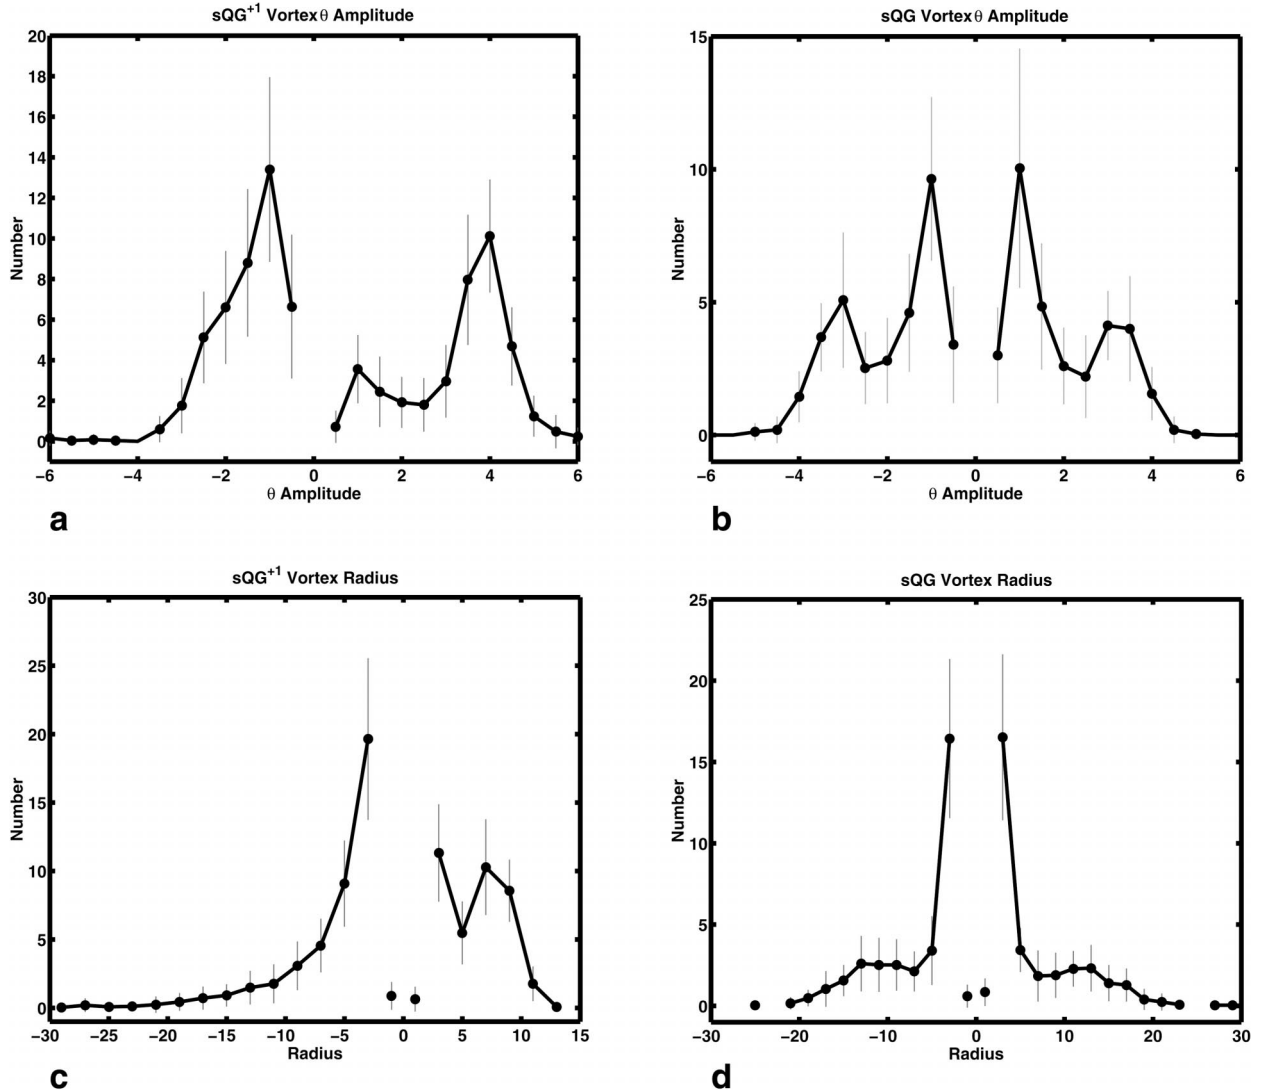 sQG+1 Vortex θ Amplitude
20
18
16
14
12
10
8
6
4
2
0
Number
−6 −4 −2 0 2 4 6
θ Amplitude
a
sQG Vortex θ Amplitude
15
10
5
0
Number
−6 −4 −2 0 2 4 6
θ Amplitude
b
sQG+1 Vortex Radius
30
25
20
15
10
5
0
Number
−30 −25 −20 −15 −10 −5 0 5 10 15
Radius
c
sQG Vortex Radius
25
20
15
10
5
0
Number
−30 −20 −10 0 10 20 30
Radius
d